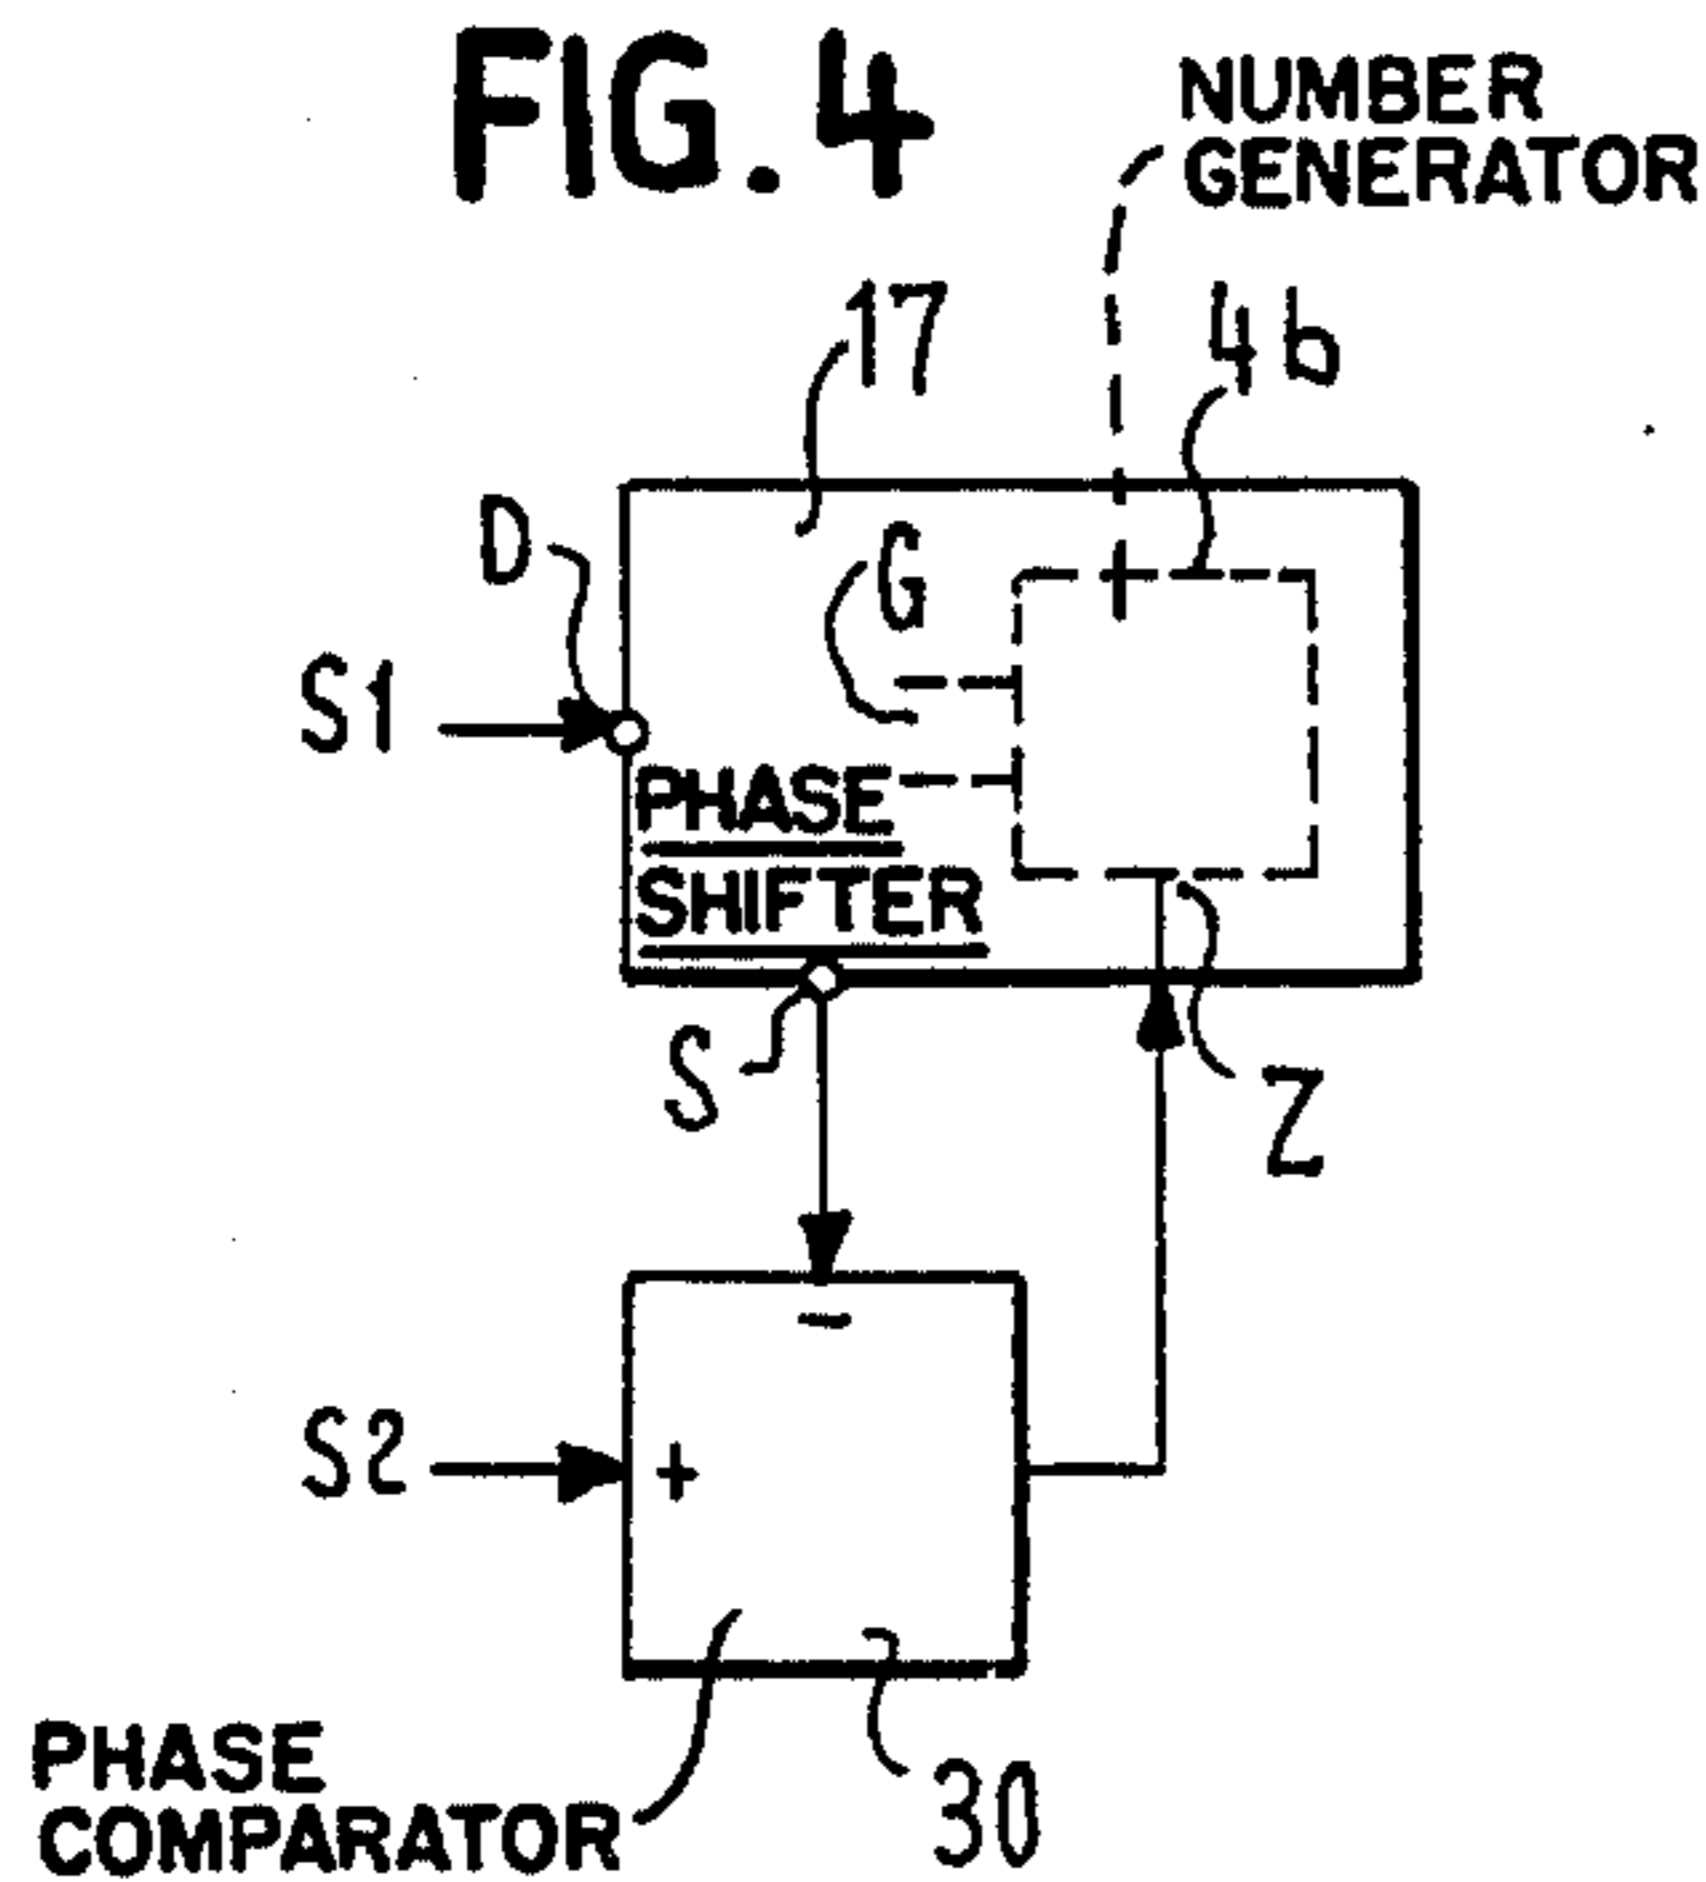 FIG. 4
NUMBER
GENERATOR
17
4b
D
G
S1
PHASE
SHIFTER
S
Z
-
S2
+
PHASE
COMPARATOR
30